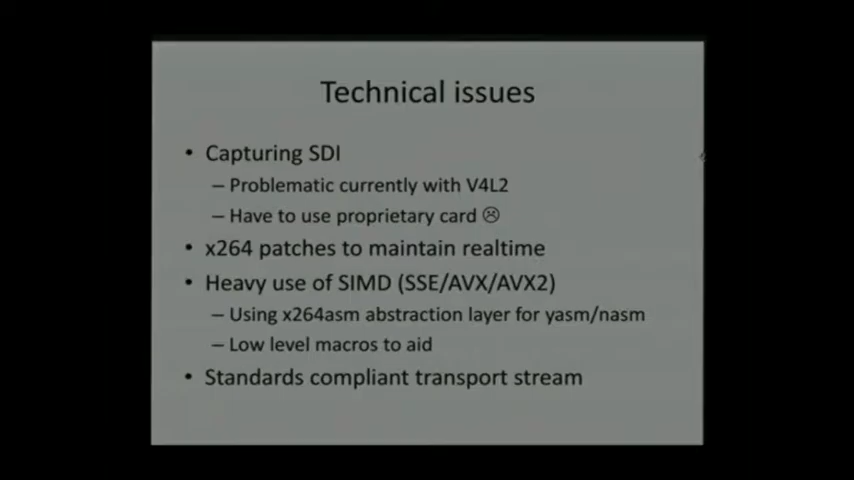 Technical issues
• Capturing SDI
– Problematic currently with V4L2
– Have to use proprietary card ☹
• x264 patches to maintain realtime
• Heavy use of SIMD (SSE/AVX/AVX2)
– Using x264asm abstraction layer for yasm/nasm
– Low level macros to aid
• Standards compliant transport stream